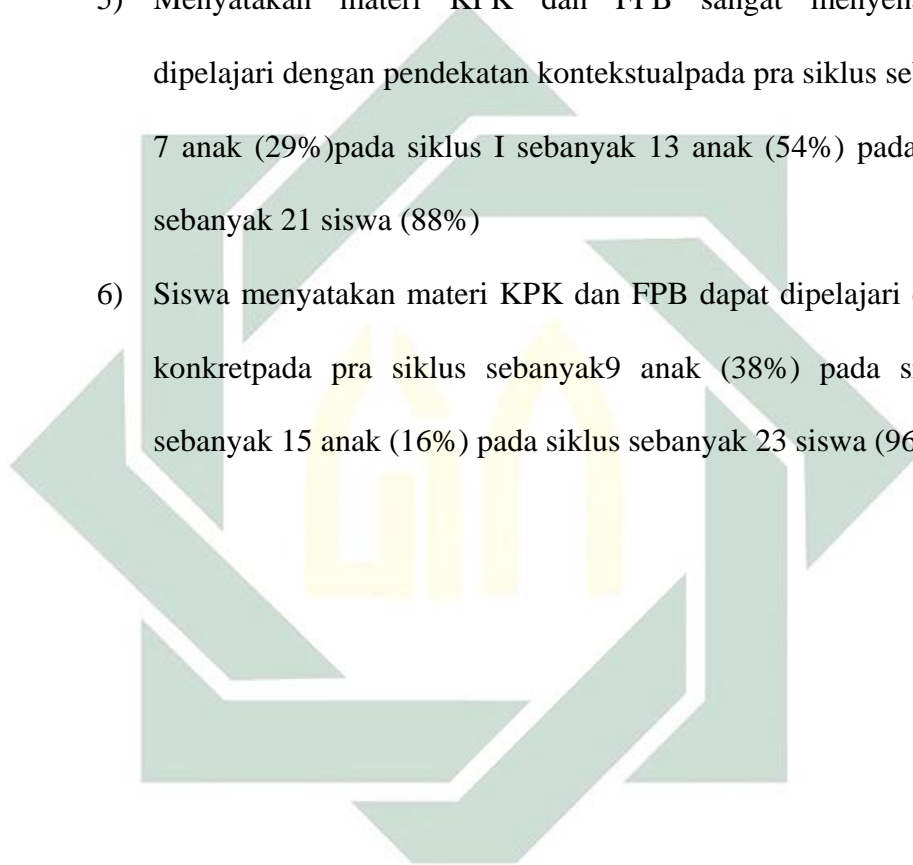 5) Menyatakan materi KPK dan FPB sangat
dipelajari dengan pendekatan kontekstualpada pra siklus
7 anak (29%)pada siklus I sebanyak 13 anak (54%) pada
sebanyak 21 siswa (88%)
6) Siswa menyatakan materi KPK dan FPB dapat dipelajari
konkretpada pra siklus sebanyak9 anak (38%) pada
sebanyak 15 anak (16%) pada siklus sebanyak 23 siswa (96